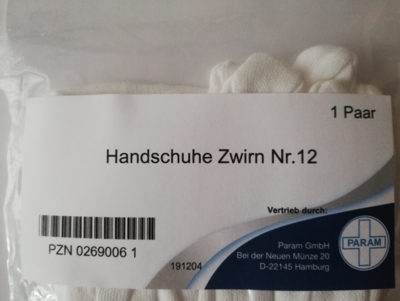 1 Paar
Handschuhe Zwirn Nr.12
Vertrieb durch:
PZN 0269006 1
191204
Param GmbH
Bei der Neuen Münze 20
D-22145 Hamburg
PARAM